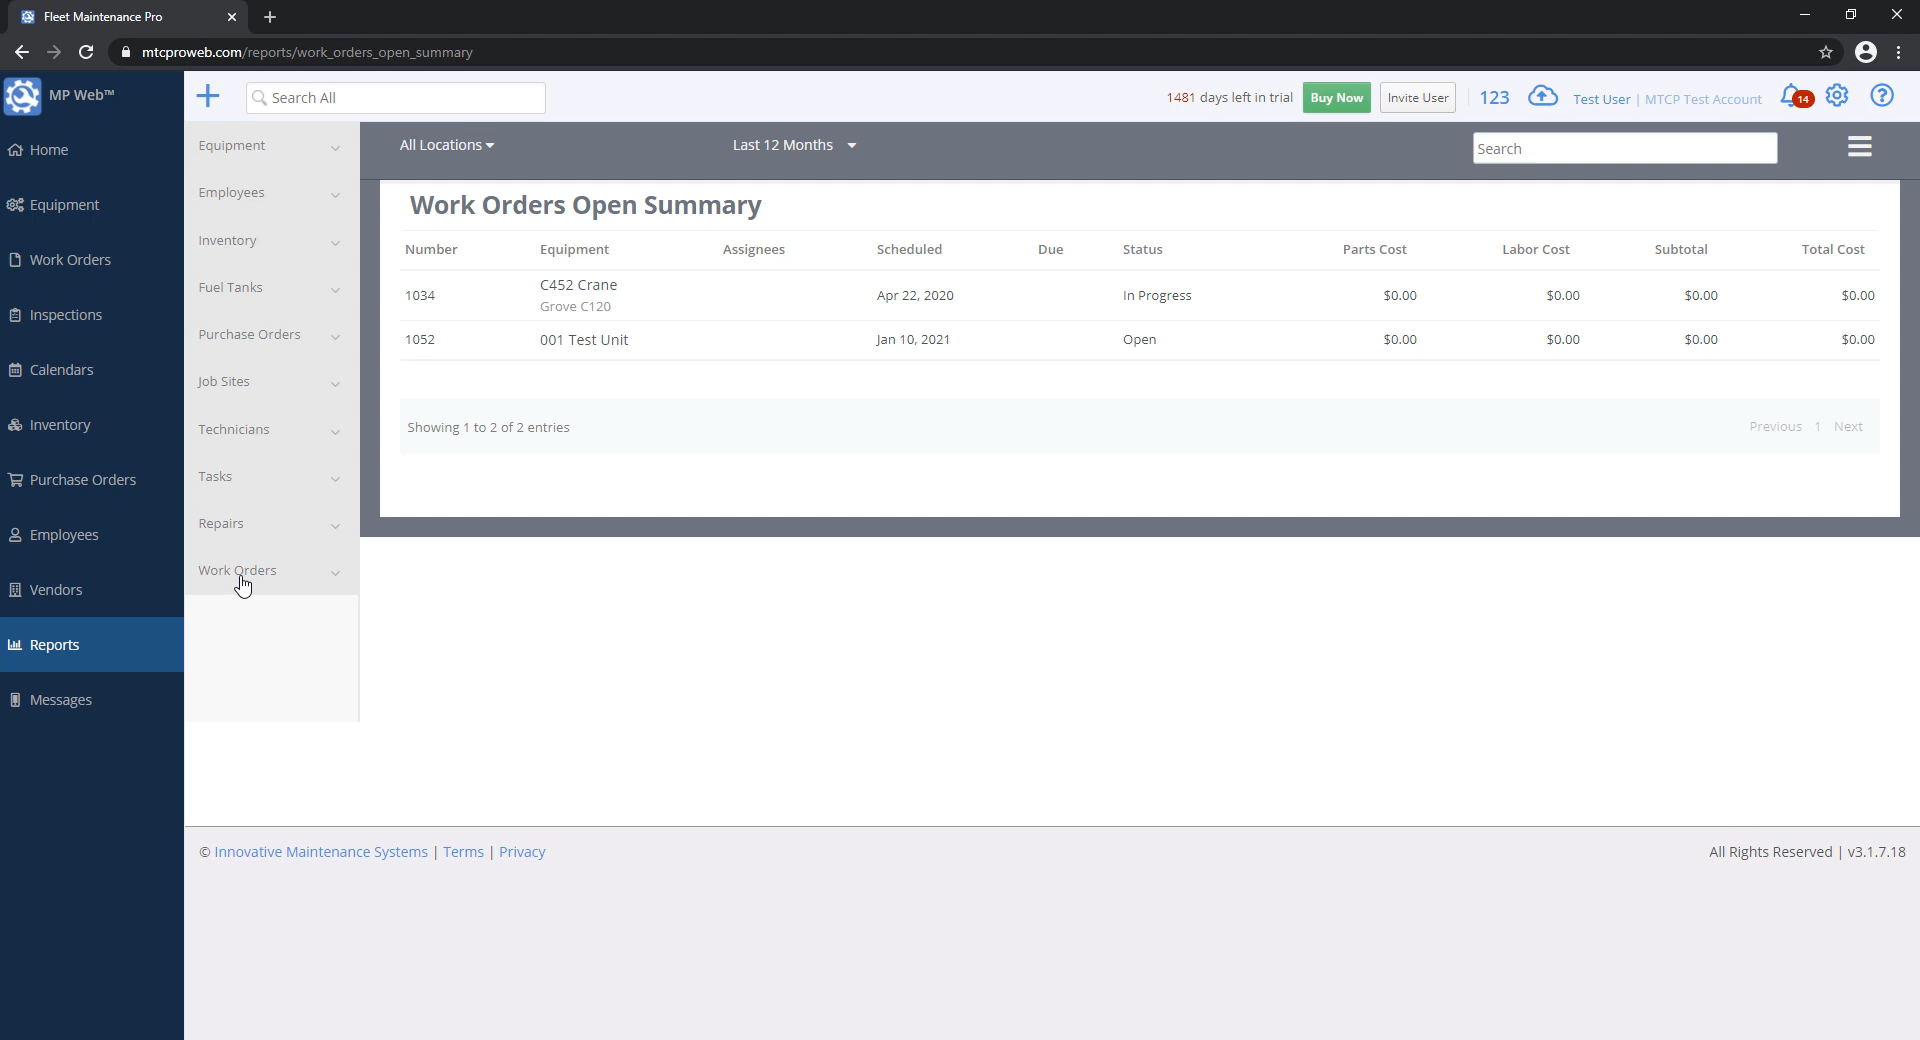 Fleet Maintenance Pro
mtcproweb.com/reports/work_orders_open_summary
MP Web™
Search All
1481 days left in trial
Buy Now
Invite User
123
Test User | MTCP Test Account
14
Home
Equipment
Work Orders
Inspections
Calendars
Inventory
Purchase Orders
Employees
Vendors
Reports
Messages
Equipment
Employees
Inventory
Fuel Tanks
Purchase Orders
Job Sites
Technicians
Tasks
Repairs
Work Orders
All Locations
Last 12 Months
Search
Work Orders Open Summary
Number Equipment Assignees Scheduled Due Status Parts Cost Labor Cost Subtotal Total Cost
1034 C452 Crane Apr 22, 2020 In Progress $0.00 $0.00 $0.00 $0.00
Grove C120
1052 001 Test Unit Jan 10, 2021 Open $0.00 $0.00 $0.00 $0.00
Showing 1 to 2 of 2 entries
Previous 1 Next
© Innovative Maintenance Systems | Terms | Privacy
All Rights Reserved | v3.1.7.18